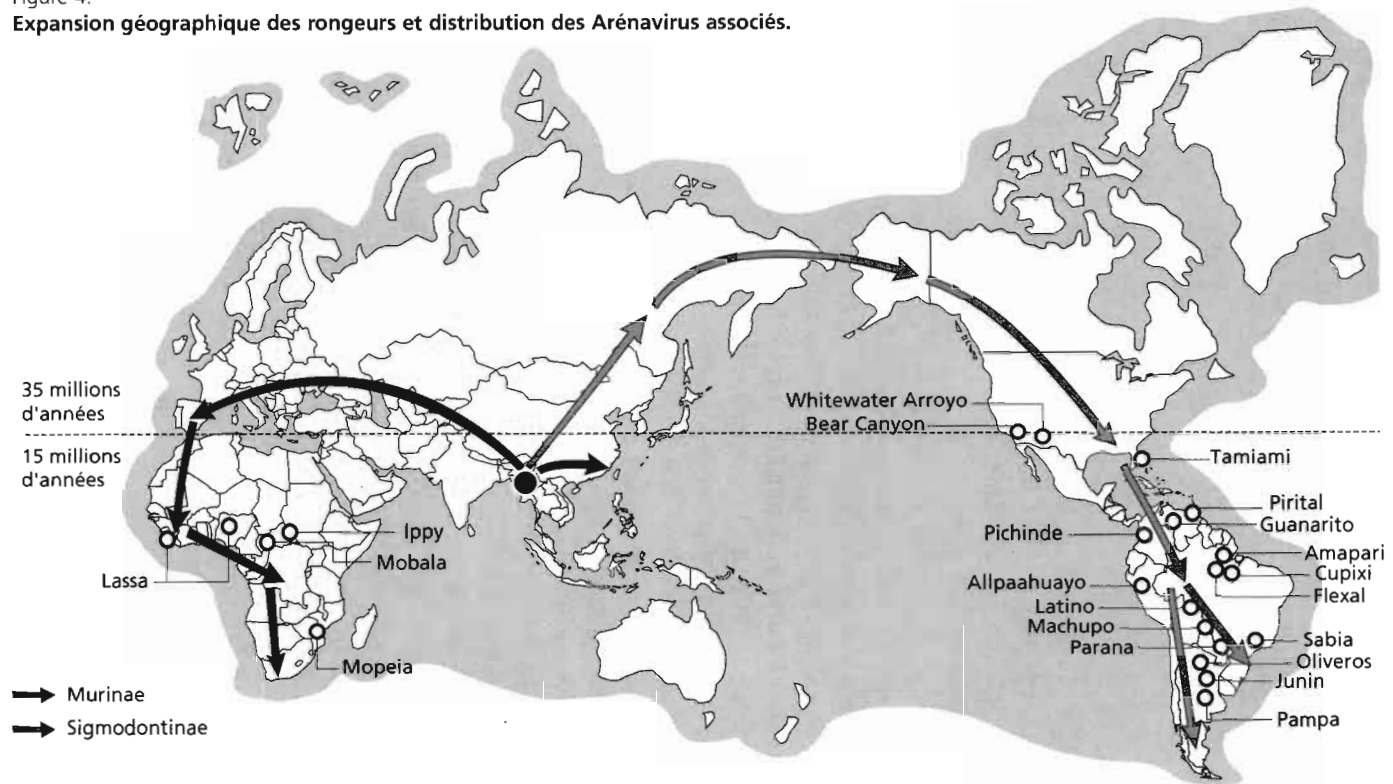 Figure 4.
Expansion géographique des rongeurs et distribution des Arénavirus associés.
35 millions
d'années
15 millions
d'années
Whitewater Arroyo
Bear Canyon
Tamiami
Pirital
Guanarito
Pichinde
Amapari
Cupixi
Flexal
Allpaahuayo
Latino
Machupo
Parana
Sabia
Oliveros
Junin
Pampa
Ippy
Mobala
Lassa
Mopeia
Murinae
Sigmodontinae